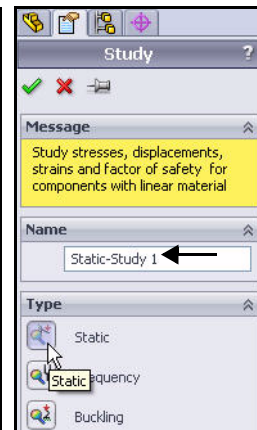 Study ?
Message
Study stresses, displacements,
strains and factor of safety for
components with linear material
Name
Static-Study 1
Type
Static
Static equency
Buckling